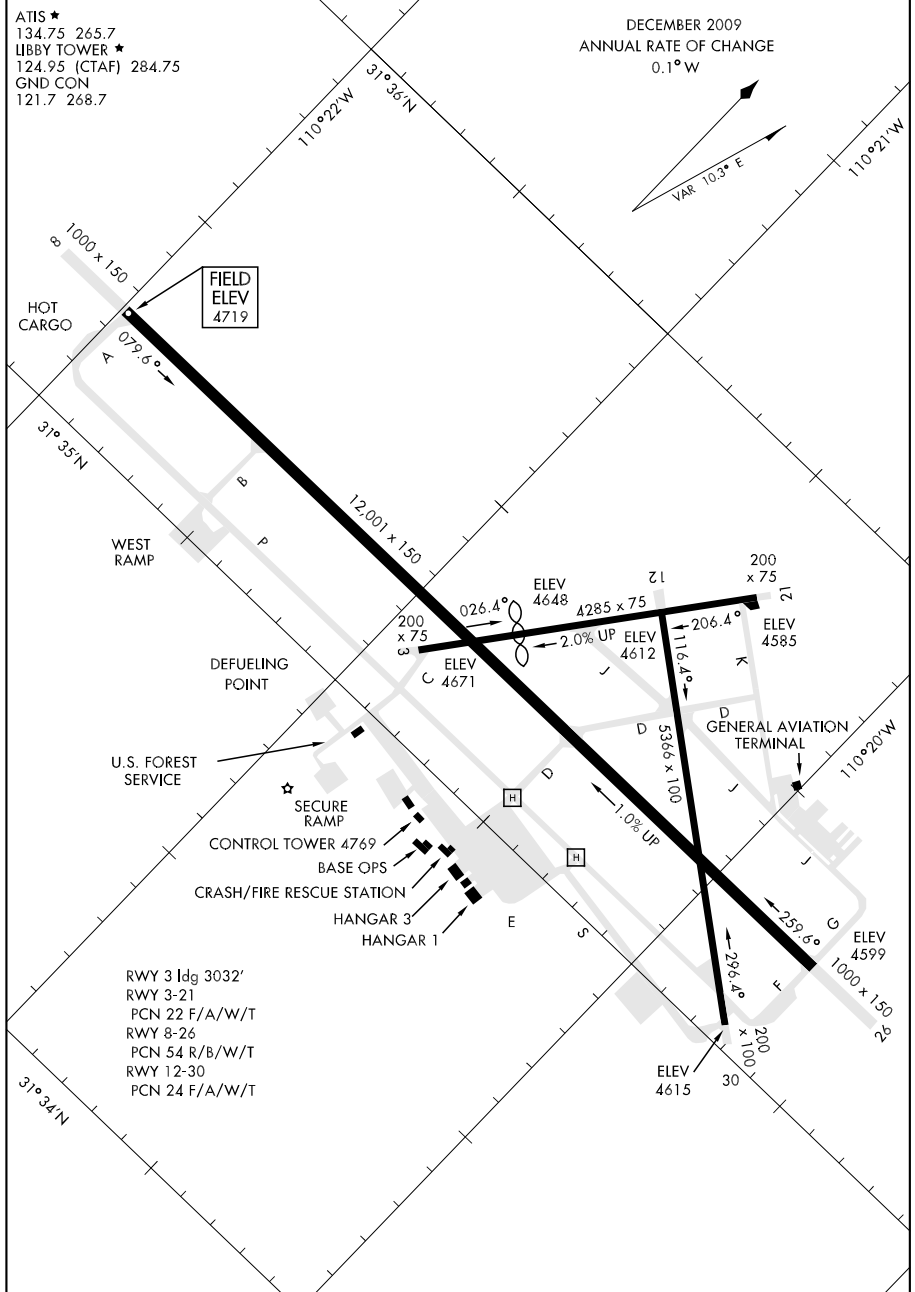 ATIS ★
134.75 265.7
LIBBY TOWER ★
124.95 (CTAF) 284.75
GND CON
121.7 268.7
DECEMBER 2009
ANNUAL RATE OF CHANGE
0.1° W
31°36'N
110°22'W
110°21'W
VAR 10.3° E
8
1000 x 150
FIELD
ELEV
4719
HOT
CARGO
A
079.6°
31°35'N
B
P
12,001 x 150
WEST
RAMP
12
200
x 75
21
ELEV
4648
4285 x 75
026.4°
200
x 75
3
2.0% UP
ELEV
4612
206.4°
ELEV
4585
ELEV
4671
116.4°
K
J
C
DEFUELING
POINT
D
D
GENERAL AVIATION
TERMINAL
110°20'W
5366 x 100
J
U.S. FOREST
SERVICE
H
D
1.0% UP
SECURE
RAMP
CONTROL TOWER 4769
BASE OPS
H
J
CRASH/FIRE RESCUE STATION
HANGAR 3
HANGAR 1
E
S
259.6°
G
ELEV
4599
296.4°
F
1000 x 150
26
RWY 3 ldg 3032'
RWY 3-21
PCN 22 F/A/W/T
RWY 8-26
PCN 54 R/B/W/T
RWY 12-30
PCN 24 F/A/W/T
200
x 100
ELEV
4615
30
31°34'N